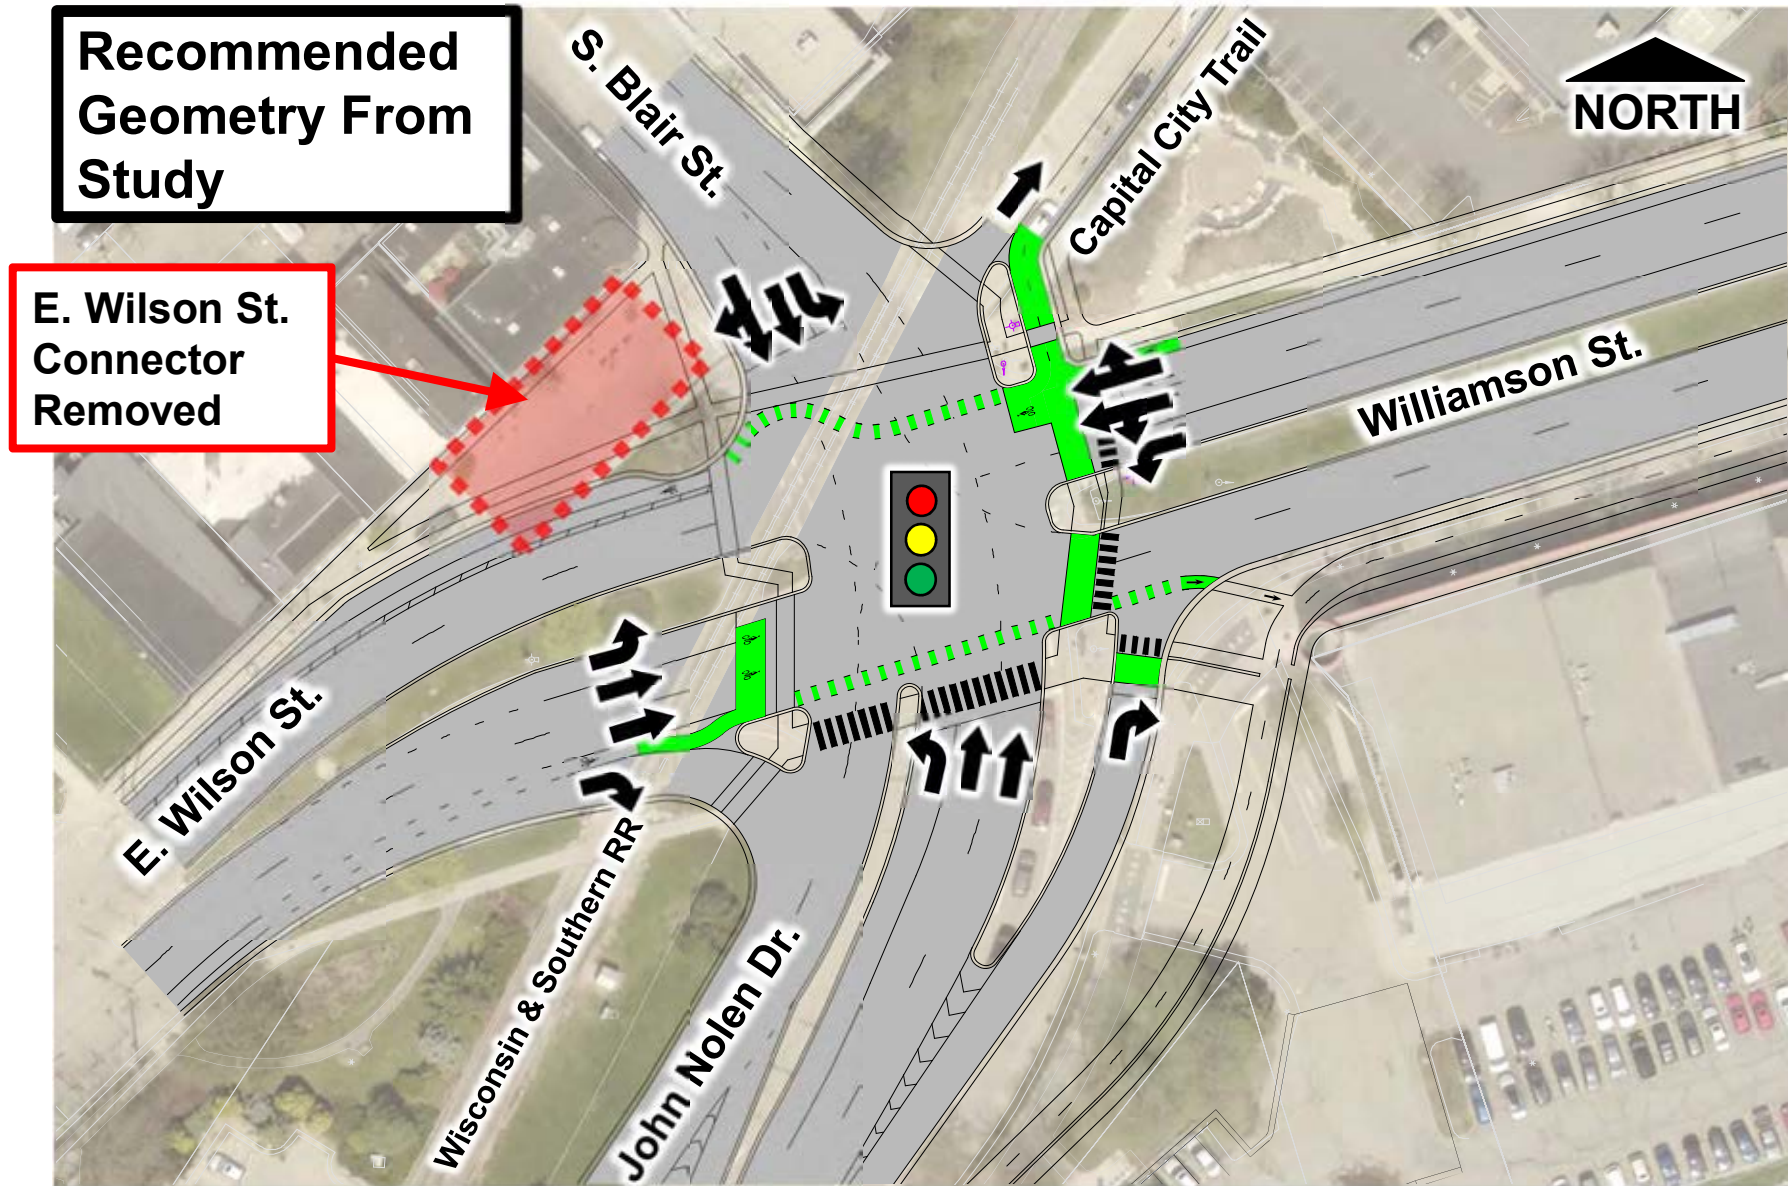 Recommended
Geometry From
Study
S. Blair St.
Capital City Trail
NORTH
E. Wilson St.
Connector
Removed
Williamson St.
E. Wilson St.
Wisconsin & Southern RR
John Nolen Dr.